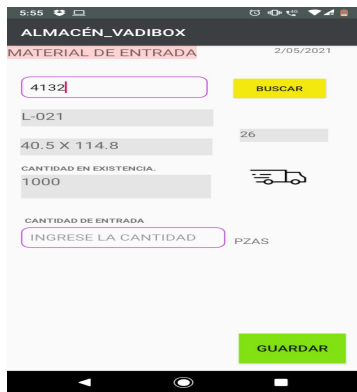 5:55
ALMACÉN_VADIBOX
MATERIAL DE ENTRADA 2/05/2021
4132 BUSCAR
L-021
26
40.5 X 114.8
CANTIDAD EN EXISTENCIA.
1000
CANTIDAD DE ENTRADA
INGRESE LA CANTIDAD PZAS
GUARDAR